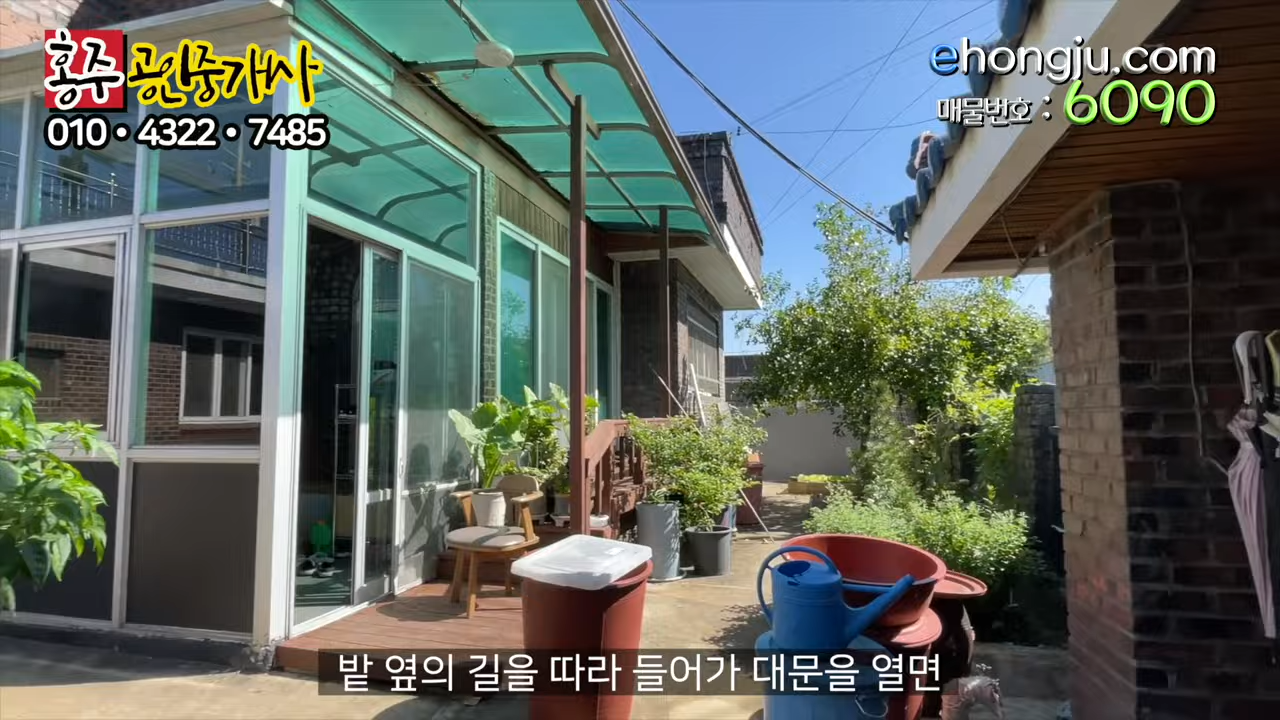 홍주 공인중개사
010·4322·7485
ehongju.com
매물번호 : 6090
밭 옆의 길을 따라 들어가 대문을 열면